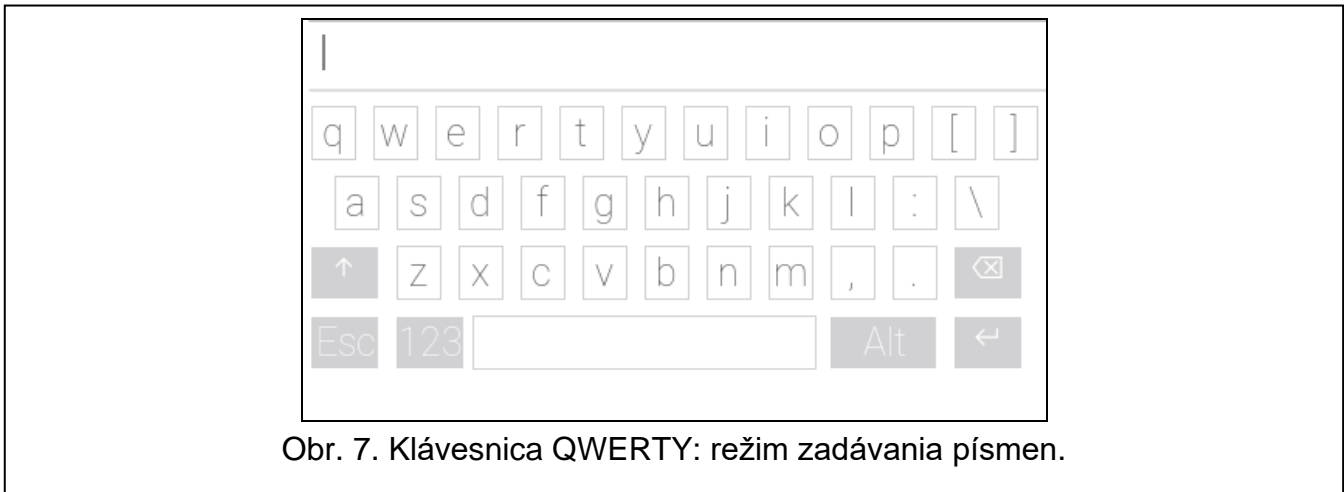 q w e r t y u i o p [ ]
a s d f g h j k l : \
↑ z x c v b n m , . ⌫
Esc 123 Alt ↵
Obr. 7. Klávesnica QWERTY: režim zadávania písmen.